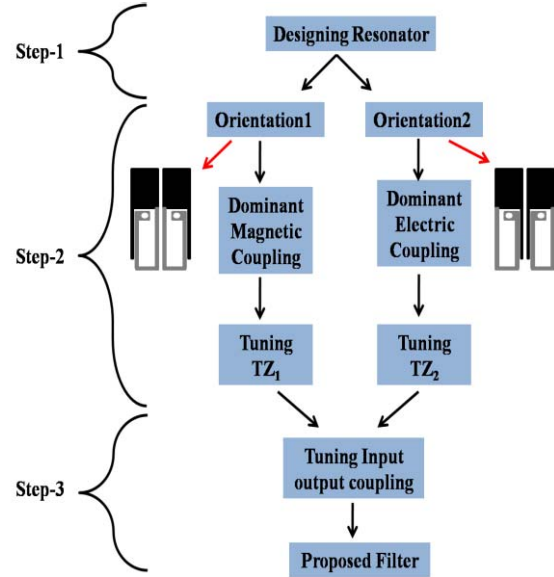 Step-1
Designing Resonator
Orientation1
Orientation2
Step-2
Dominant
Magnetic
Coupling
Dominant
Electric
Coupling
Tuning
TZ₁
Tuning
TZ₂
Step-3
Tuning Input
output coupling
Proposed Filter